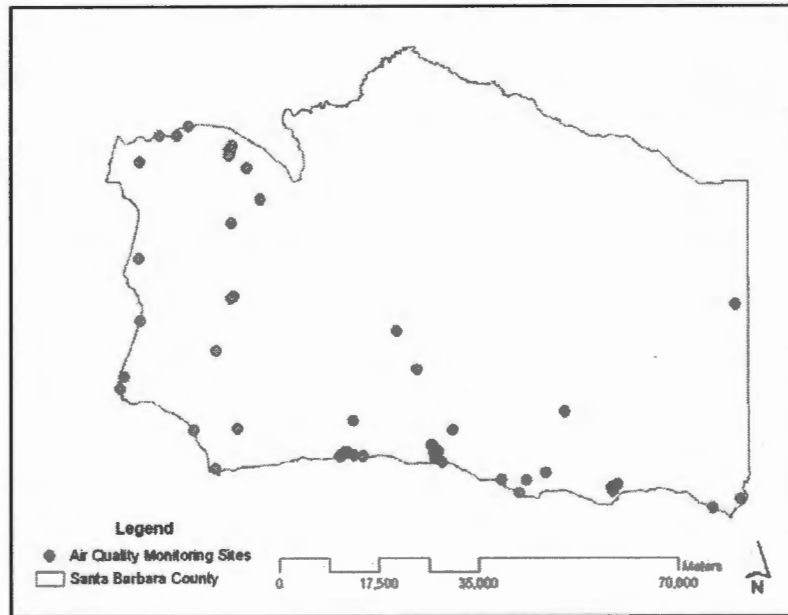 Legend
Air Quality Monitoring Sites
Santa Barbara County
Meters
0 17,500 35,000 70,000
N